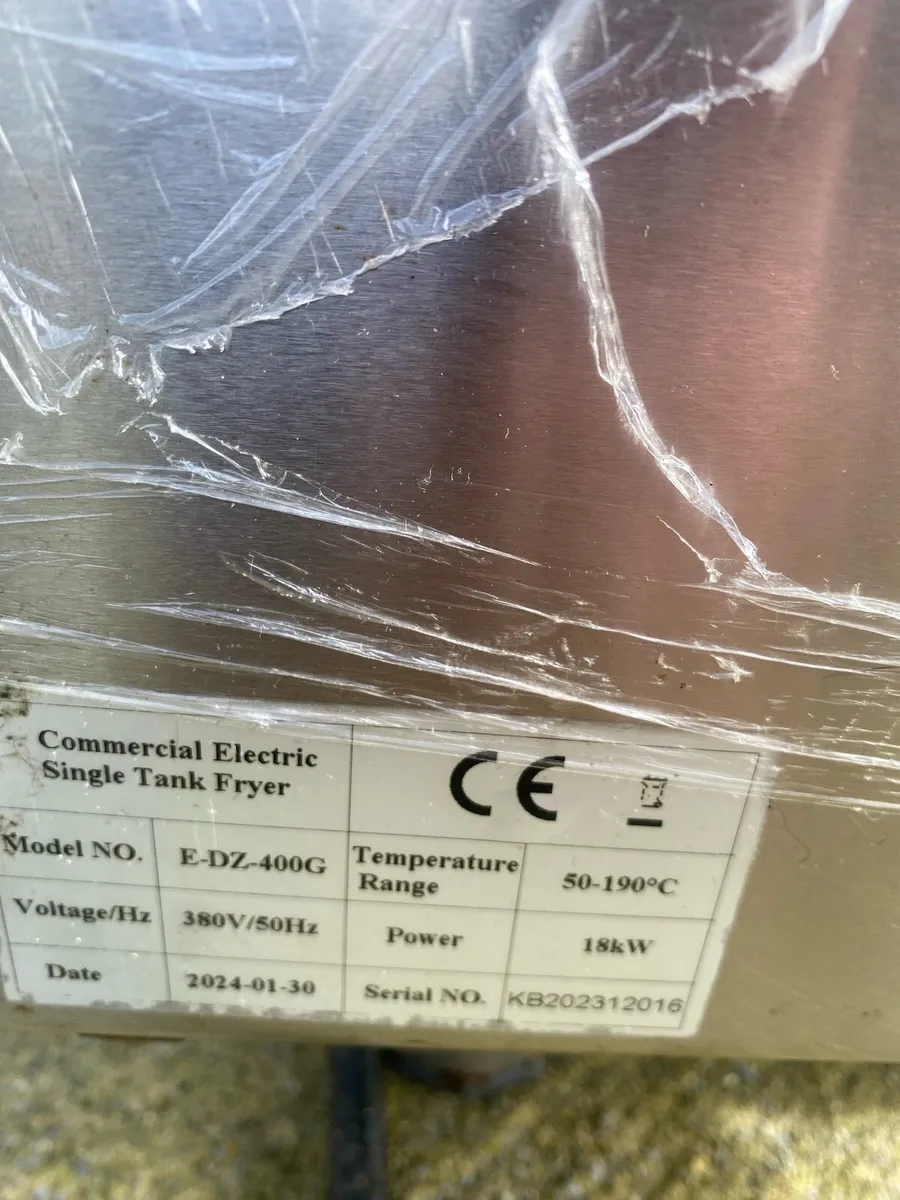 Commercial Electric
Single Tank Fryer
CE
Model NO.
E-DZ-400G
Temperature
Range
50-190°C
Voltage/Hz
380V/50Hz
Power
18kW
Date
2024-01-30
Serial NO.
KB202312016